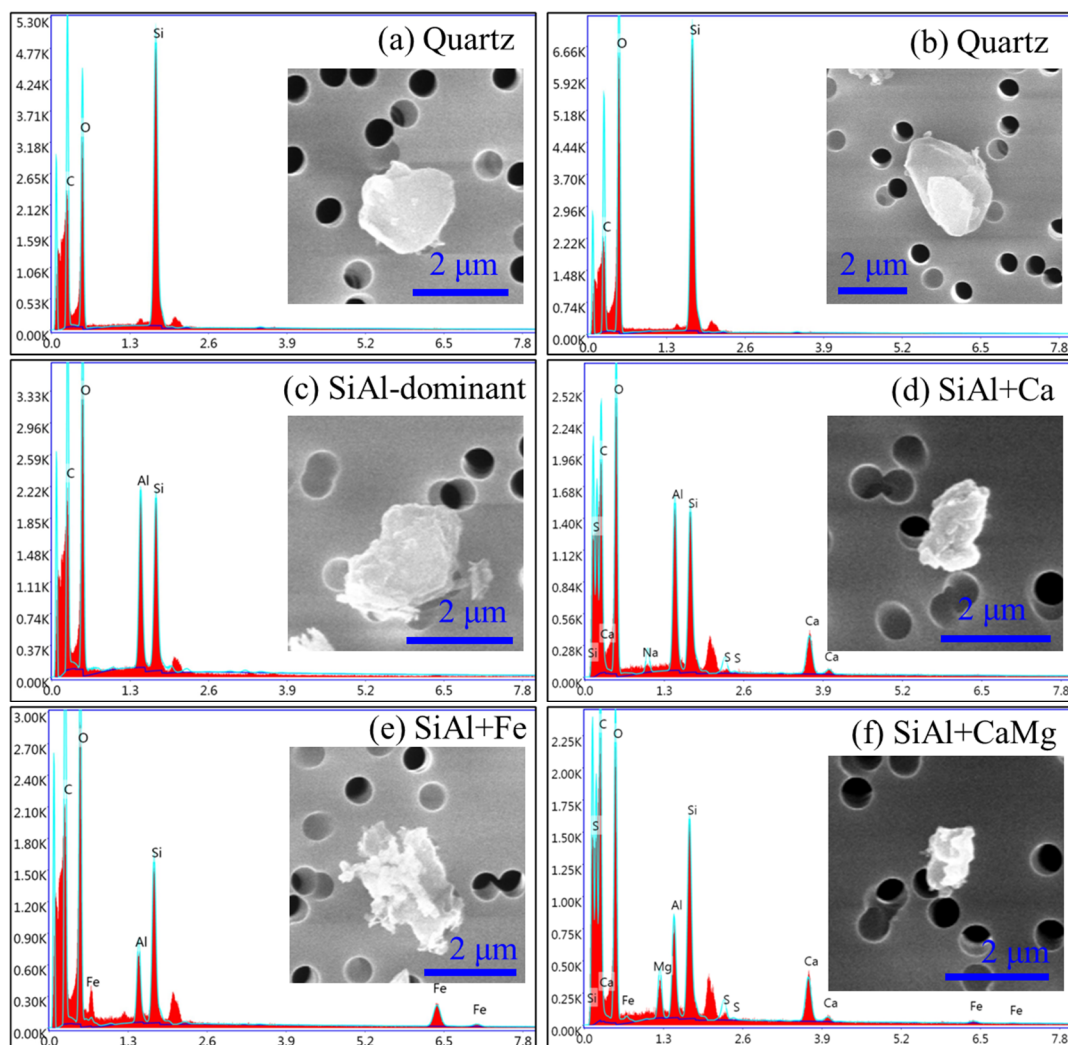 (a) Quartz
5.30K
4.77K
4.24K
3.71K
3.18K
2.65K
2.12K
1.59K
1.06K
0.53K
0.00K
C
O
Si
2 μm
0.0 1.3 2.6 3.9 5.2 6.5 7.8
(b) Quartz
6.66K
5.92K
5.18K
4.44K
3.70K
2.96K
2.22K
1.48K
0.74K
0.00K
C
O
Si
2 μm
0.0 1.3 2.6 3.9 5.2 6.5 7.8
(c) SiAl-dominant
3.33K
2.96K
2.59K
2.22K
1.85K
1.48K
1.11K
0.74K
0.37K
0.00K
C
O
Al
Si
2 μm
0.0 1.3 2.6 3.9 5.2 6.5 7.8
(d) SiAl+Ca
2.52K
2.24K
1.96K
1.68K
1.40K
1.12K
0.84K
0.56K
0.28K
0.00K
O
C
S
Al
Si
Ca
Si
Na
S S
Ca
Ca
2 μm
0.0 1.3 2.6 3.9 5.2 6.5 7.8
(e) SiAl+Fe
3.00K
2.70K
2.40K
2.10K
1.80K
1.50K
1.20K
0.90K
0.60K
0.30K
0.00K
O
C
Si
Al
Fe
Fe
Fe
2 μm
0.0 1.3 2.6 3.9 5.2 6.5 7.8
(f) SiAl+CaMg
2.25K
2.00K
1.75K
1.50K
1.25K
1.00K
0.75K
0.50K
0.25K
0.00K
C
O
S
Si
Al
Mg
Ca
Si
Fe
S
S
Ca
Ca
Fe
Fe
2 μm
0.0 1.3 2.6 3.9 5.2 6.5 7.8